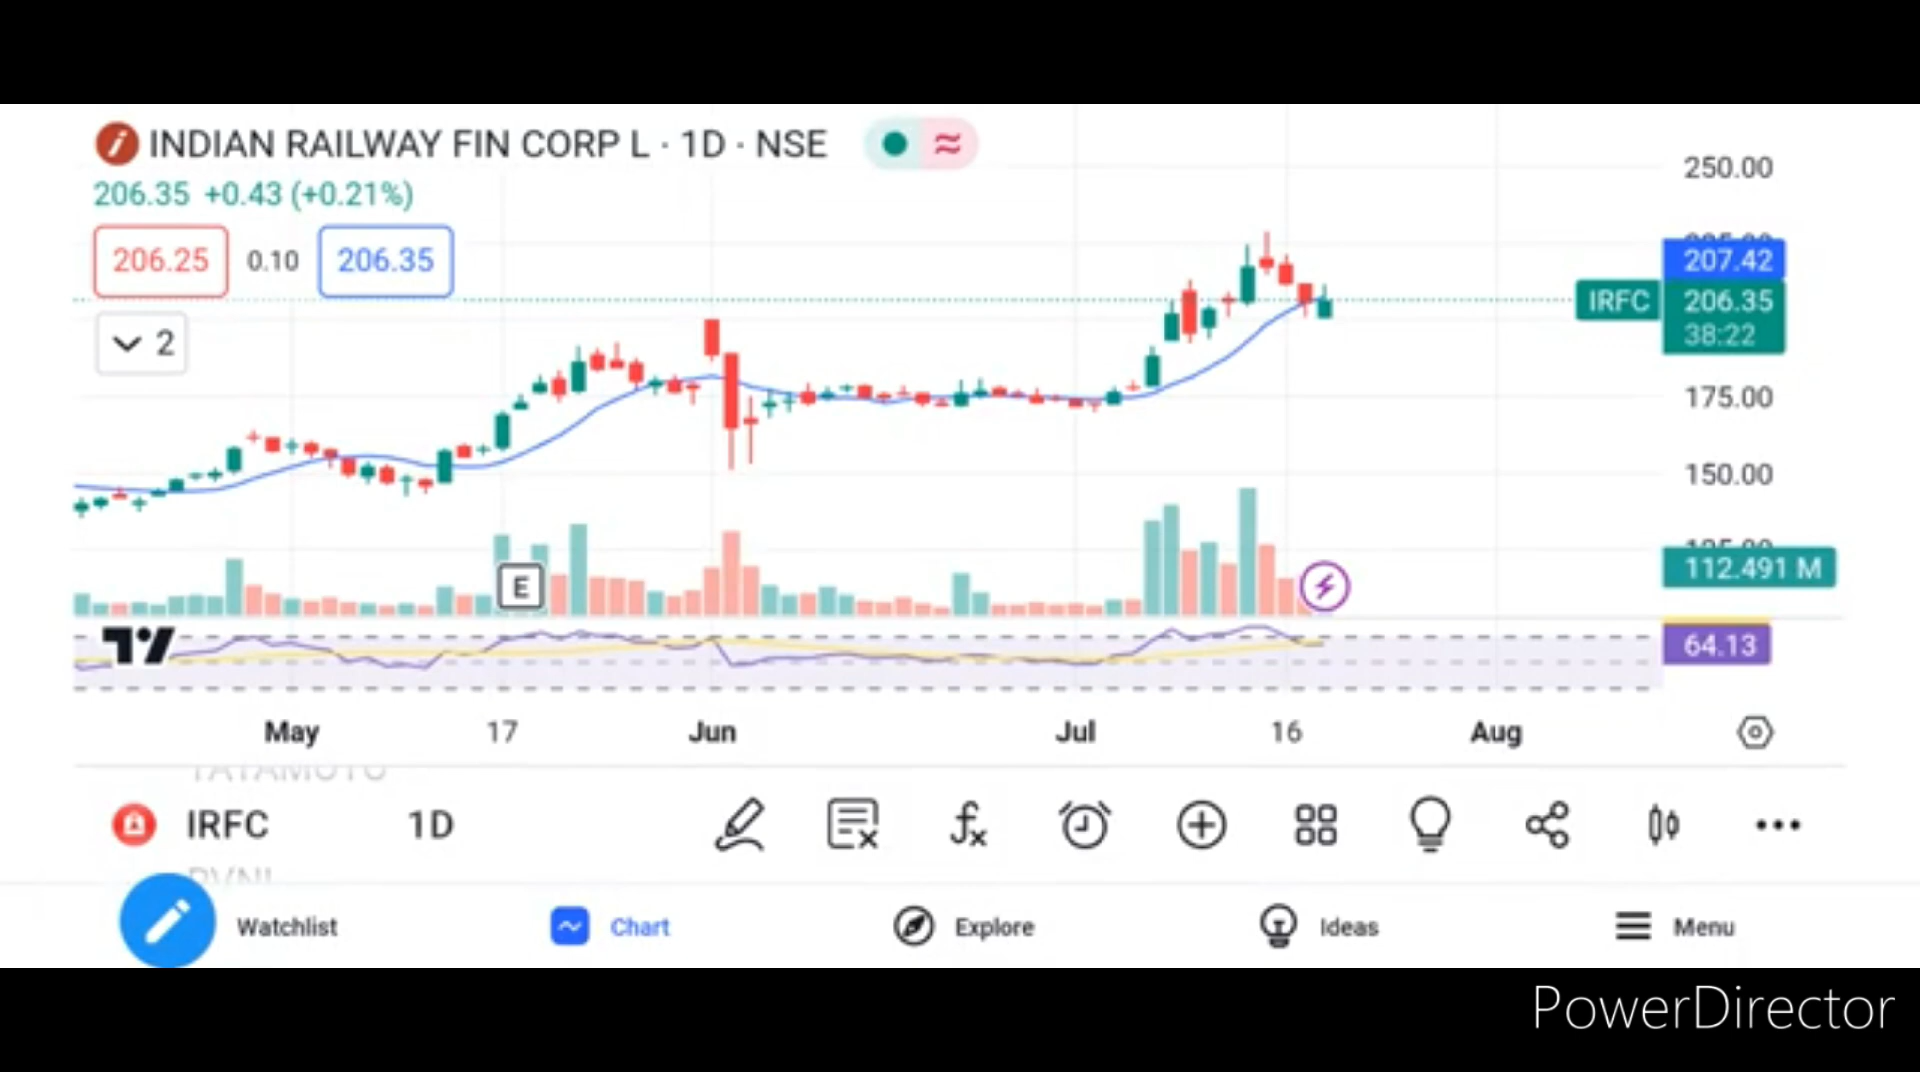 INDIAN RAILWAY FIN CORP L · 1D · NSE
206.35 +0.43 (+0.21%)
206.25 0.10 206.35
2
250.00
207.42
IRFC 206.35
38:22
175.00
150.00
112.491 M
E
64.13
May 17 Jun Jul 16 Aug
IRFC 1D
Watchlist Chart Explore Ideas Menu
PowerDirector